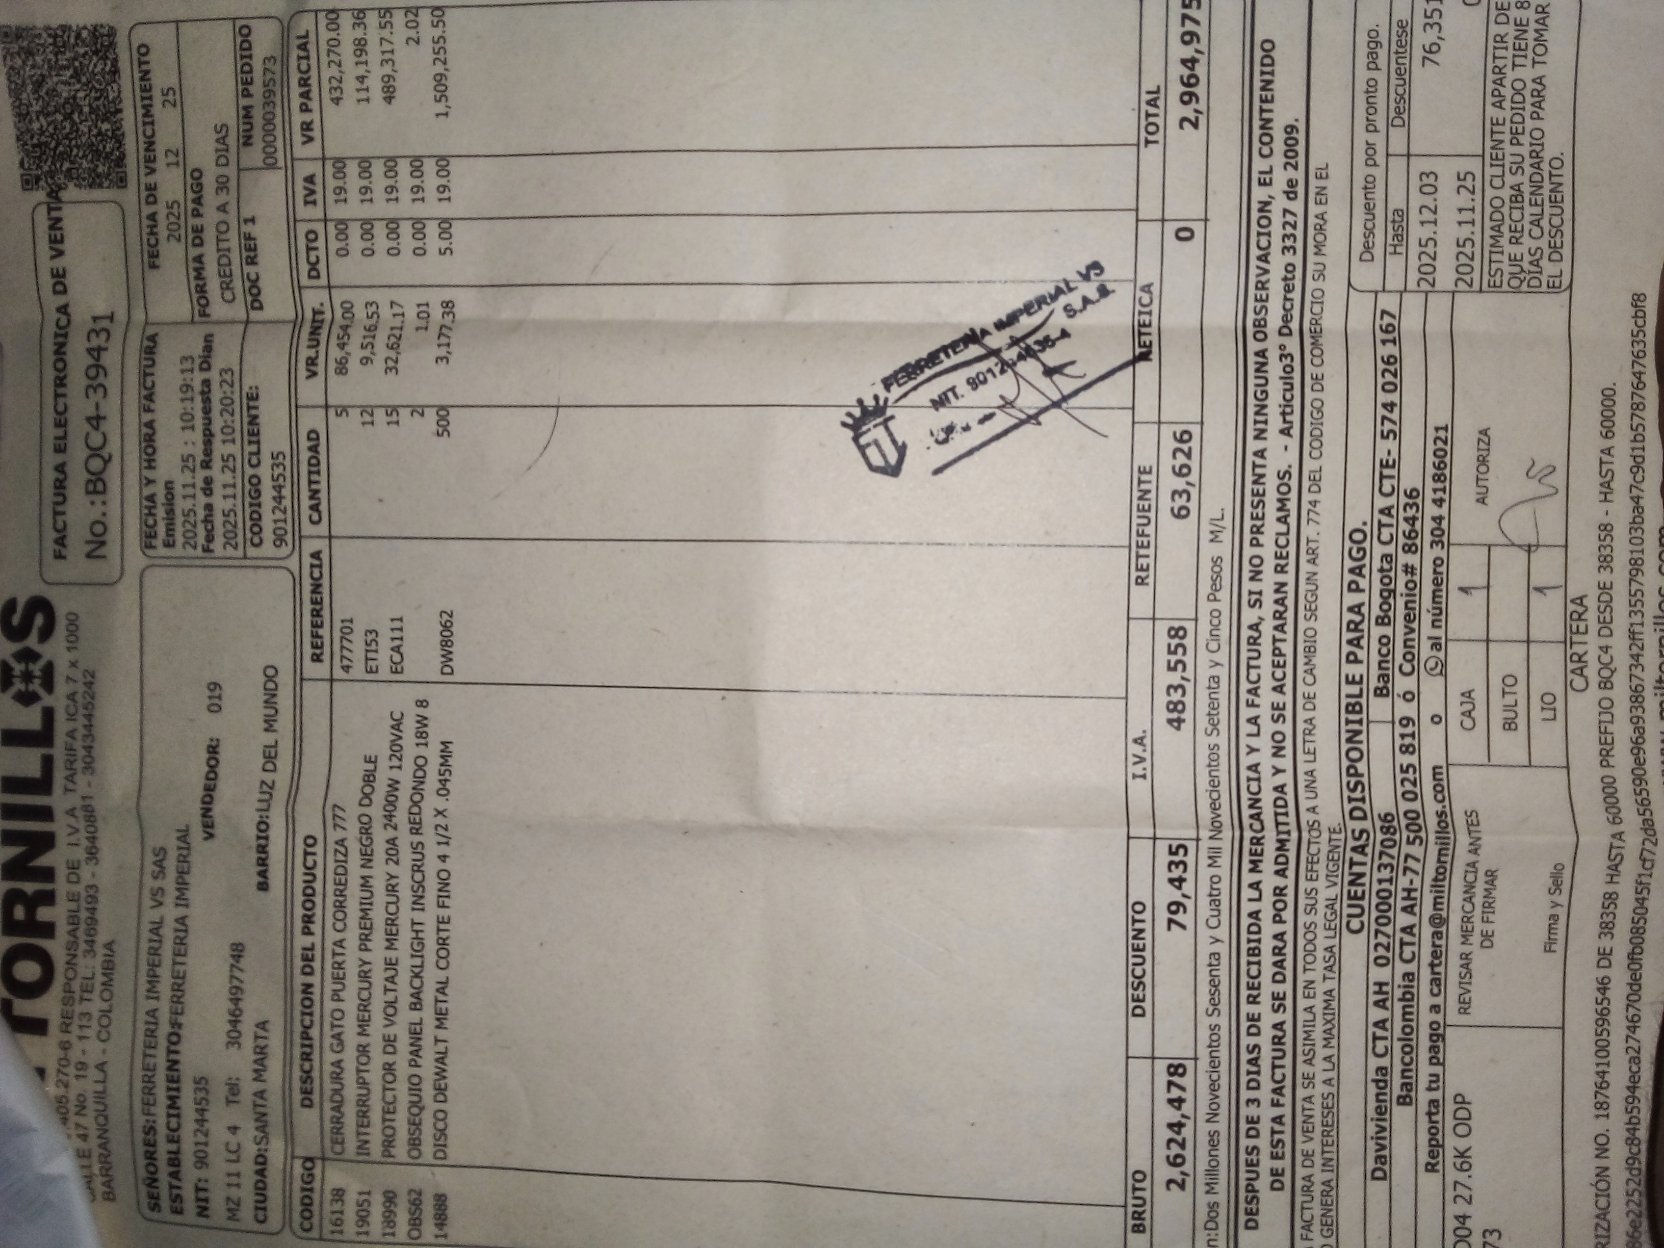 TORNILLOS
405.270-6 RESPONSABLE DE I.V.A TARIFA ICA 7 x 1000
CALLE 47 No. 19 - 113 TEL: 3469493 - 3640881 - 3043445242
BARRANQUILLA - COLOMBIA
FACTURA ELECTRONICA DE VENTA
No.:BQC4-39431
SEÑORES:FERRETERIA IMPERIAL VS SAS
ESTABLECIMIENTO:FERRETERIA IMPERIAL
NIT: 901244535 VENDEDOR: 019
MZ 11 LC 4 Tel: 3046497748
CIUDAD:SANTA MARTA BARRIO:LUZ DEL MUNDO
FECHA Y HORA FACTURA
Emision
2025.11.25 : 10:19:13
Fecha de Respuesta Dian
2025.11.25 10:20:23
CODIGO CLIENTE:
901244535
FECHA DE VENCIMIENTO
2025 12 25
FORMA DE PAGO
CREDITO A 30 DIAS
DOC REF 1 NUM PEDIDO
0000039573
CODIGO DESCRIPCION DEL PRODUCTO REFERENCIA CANTIDAD VR.UNIT. DCTO IVA VR PARCIAL
16138 CERRADURA GATO PUERTA CORREDIZA 777 477701 5 86,454.00 0.00 19.00 432,270.00
19051 INTERRUPTOR MERCURY PREMIUM NEGRO DOBLE ETI53 12 9,516.53 0.00 19.00 114,198.36
18990 PROTECTOR DE VOLTAJE MERCURY 20A 2400W 120VAC ECA111 15 32,621.17 0.00 19.00 489,317.55
OBS62 OBSEQUIO PANEL BACKLIGHT INSCRUS REDONDO 18W 8 2 1.01 0.00 19.00 2.02
14888 DISCO DEWALT METAL CORTE FINO 4 1/2 X .045MM DW8062 500 3,177.38 5.00 19.00 1,509,255.50
FERRETERIA IMPERIAL VS
S.A.S
NIT. 901244535-4
BRUTO DESCUENTO I.V.A. RETEFUENTE RETEICA TOTAL
2,624,478 79,435 483,558 63,626 0 2,964,975
n:Dos Millones Novecientos Sesenta y Cuatro Mil Novecientos Setenta y Cinco Pesos M/L.
DESPUES DE 3 DIAS DE RECIBIDA LA MERCANCIA Y LA FACTURA, SI NO PRESENTA NINGUNA OBSERVACION, EL CONTENIDO
DE ESTA FACTURA SE DARA POR ADMITIDA Y NO SE ACEPTARAN RECLAMOS. - Articulo3° Decreto 3327 de 2009.
FACTURA DE VENTA SE ASIMILA EN TODOS SUS EFECTOS A UNA LETRA DE CAMBIO SEGUN ART. 774 DEL CODIGO DE COMERCIO SU MORA EN EL
O GENERA INTERESES A LA MAXIMA TASA LEGAL VIGENTE.
CUENTAS DISPONIBLE PARA PAGO.
Davivienda CTA AH 027000137086 Banco Bogota CTA CTE- 574 026 167
Bancolombia CTA AH-77 500 025 819 ó Convenio# 86436
Reporta tu pago a cartera@miltornillos.com o al número 304 4186021
Descuento por pronto pago.
Hasta Descuentese
2025.12.03 76,351
2025.11.25 0
ESTIMADO CLIENTE APARTIR DE
QUE RECIBA SU PEDIDO TIENE 8
DÍAS CALENDARIO PARA TOMAR
EL DESCUENTO.
D04 27.6K ODP
73
REVISAR MERCANCIA ANTES
DE FIRMAR
Firma y Sello
CAJA 1
BULTO
LIO 1
AUTORIZA
CARTERA
RIZACIÓN NO. 18764100596546 DE 38358 HASTA 60000 PREFIJO BQC4 DESDE 38358 - HASTA 60000.
86e2252d9c84b594eca274670de0fb085045f1cf72da56590e96a93867342ff1355798103ba47c9d1b57876476​35cbf8